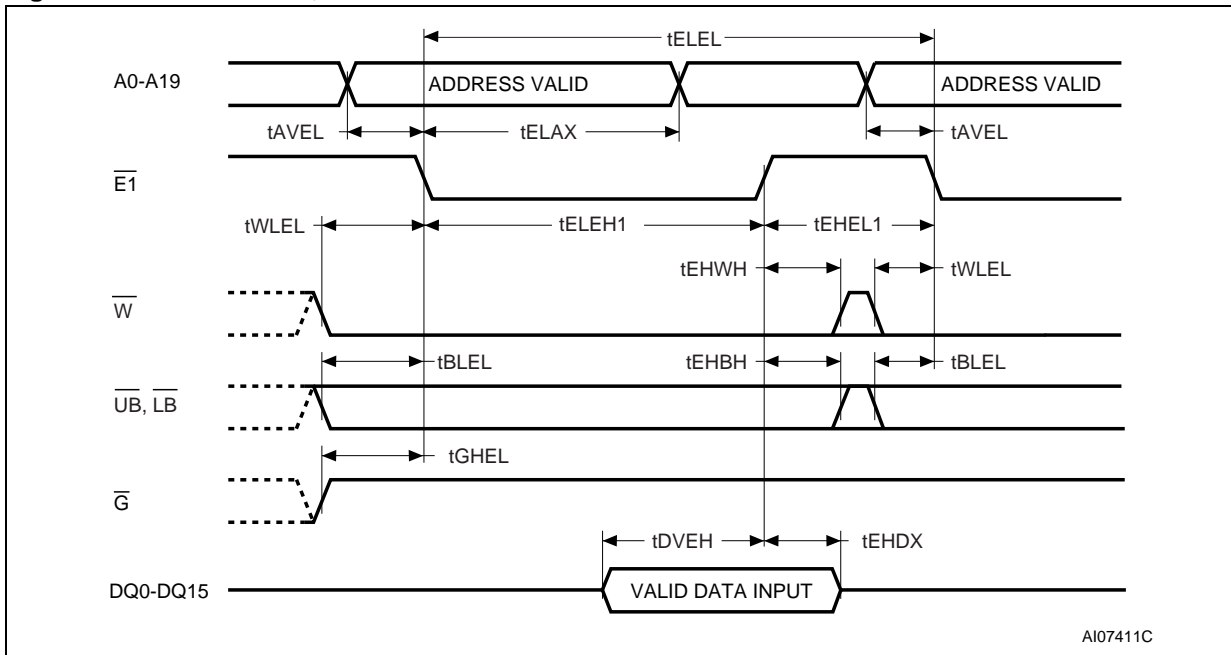 tELEL
A0-A19 ADDRESS VALID ADDRESS VALID
tAVEL tELAX tAVEL
E1
tWLEL tELEH1 tEHEL1
tEHWH tWLEL
W
tBLEL tEHBH tBLEL
UB, LB
tGHEL
G
tDVEH tEHDX
DQ0-DQ15 VALID DATA INPUT
AI07411C